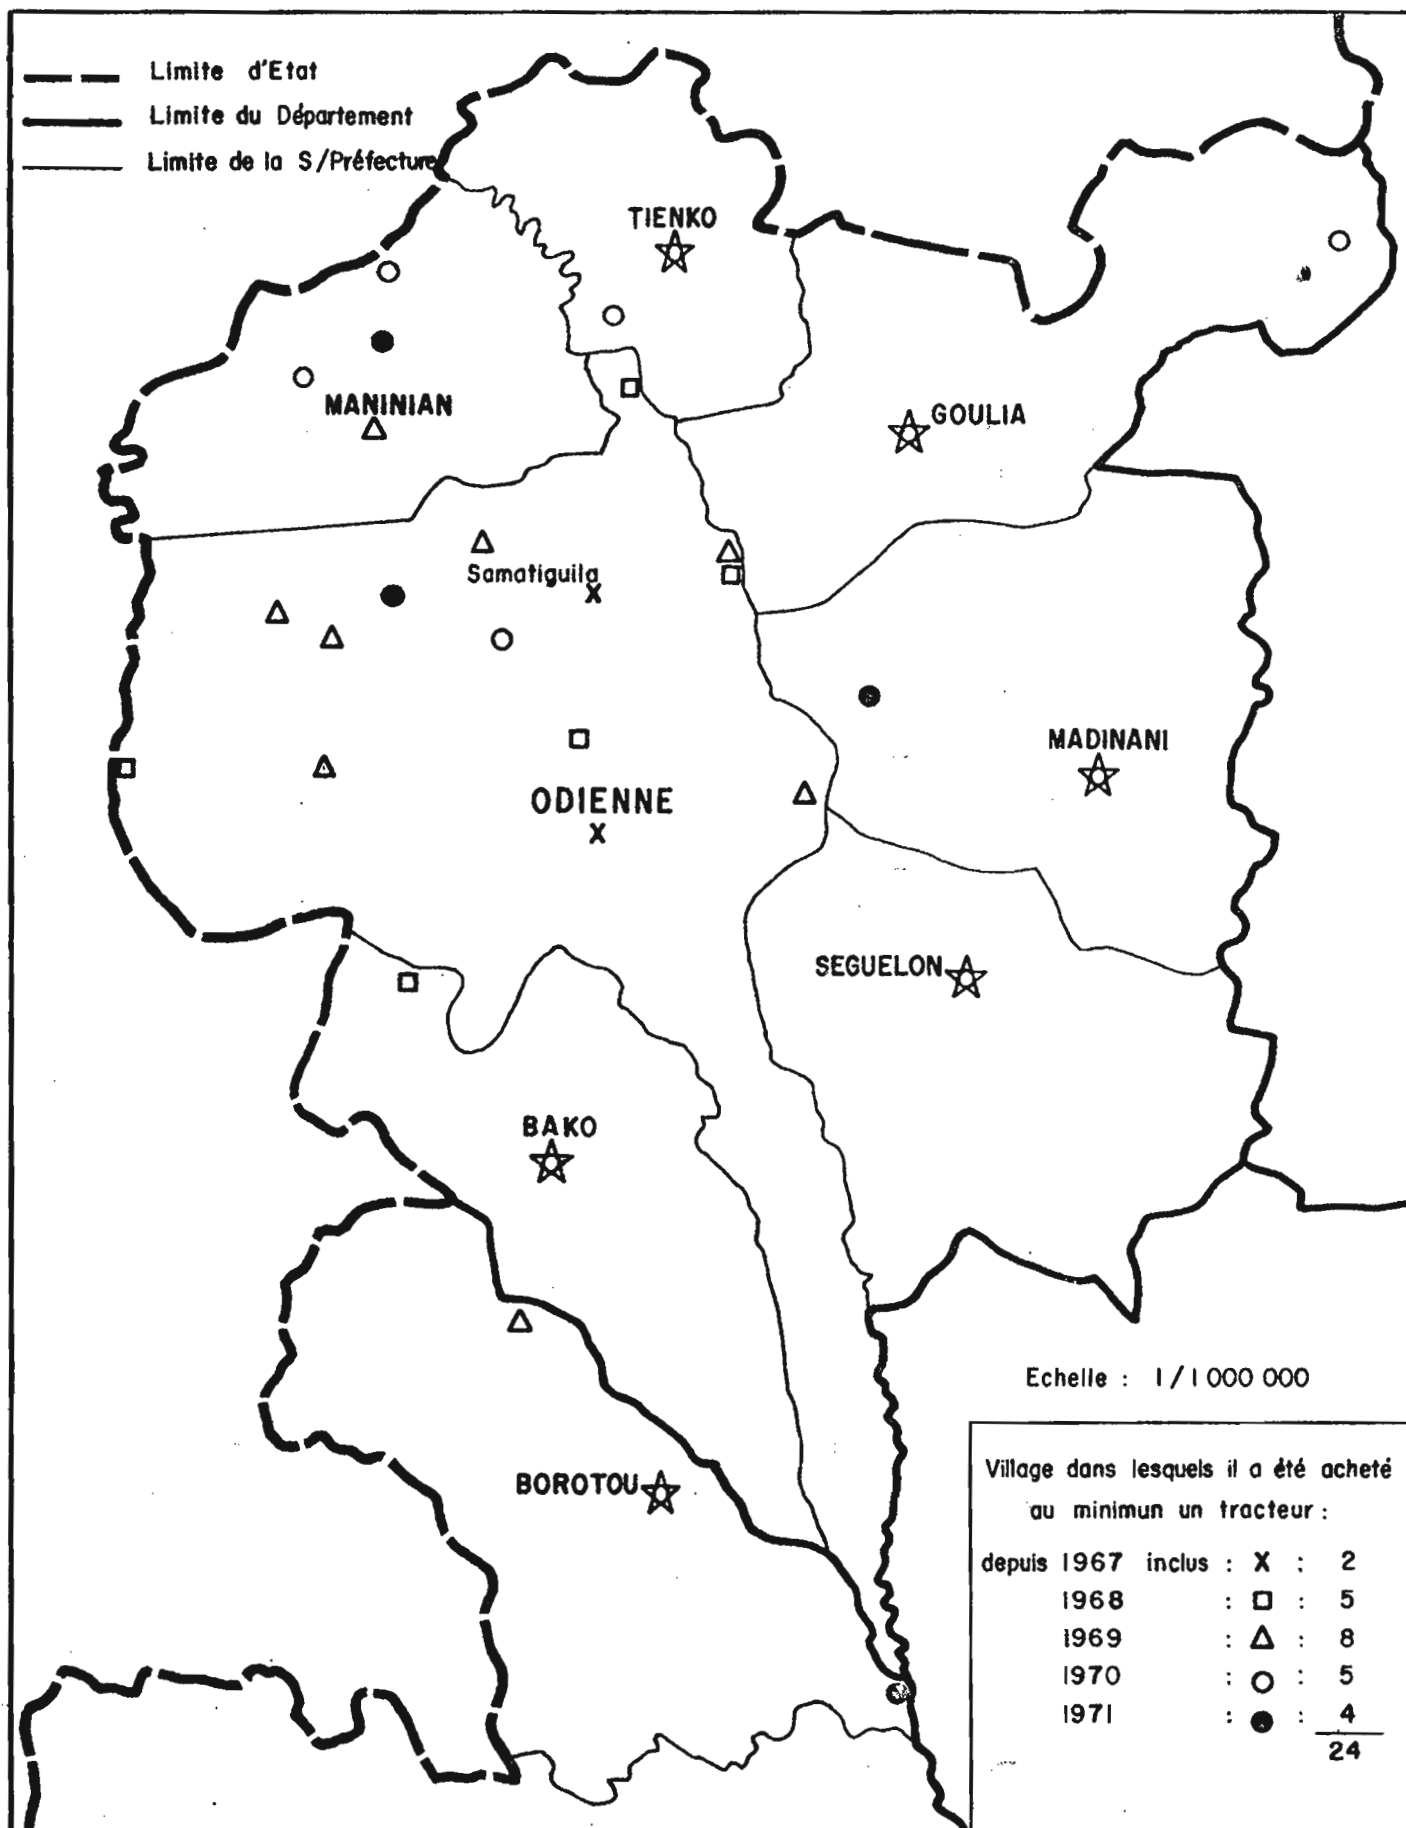 Limite d'Etat
Limite du Département
Limite de la S/Préfecture
TIENKO
MANINIAN
GOULIA
Samatiguila
MADINANI
ODIENNE
SEGUELON
BAKO
BOROTOU
Echelle : 1/1 000 000
Village dans lesquels il a été acheté
au minimun un tracteur :
depuis 1967 inclus : X : 2
1968 : □ : 5
1969 : △ : 8
1970 : ○ : 5
1971 : ● : 4
24